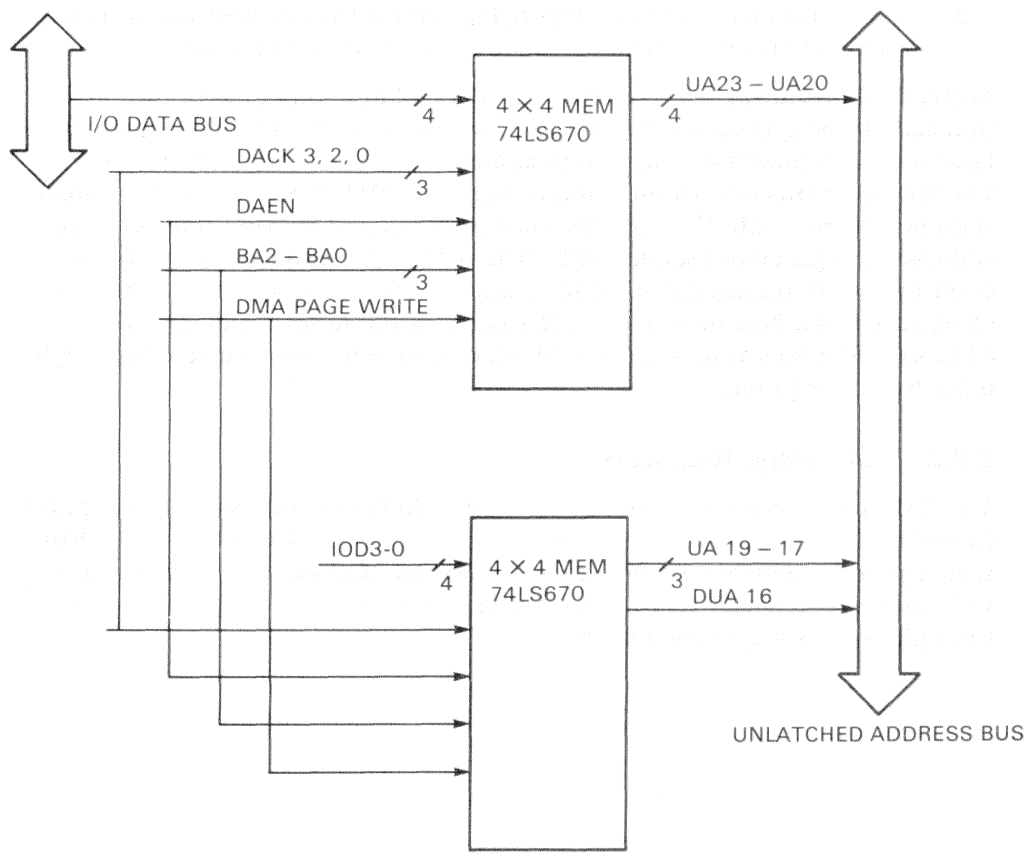 UA23 – UA20
4
4
4 × 4 MEM
74LS670
I/O DATA BUS
DACK 3, 2, 0
3
DAEN
BA2 – BA0
3
DMA PAGE WRITE
IOD3-0
4
4 × 4 MEM
74LS670
UA 19 – 17
3
DUA 16
UNLATCHED ADDRESS BUS